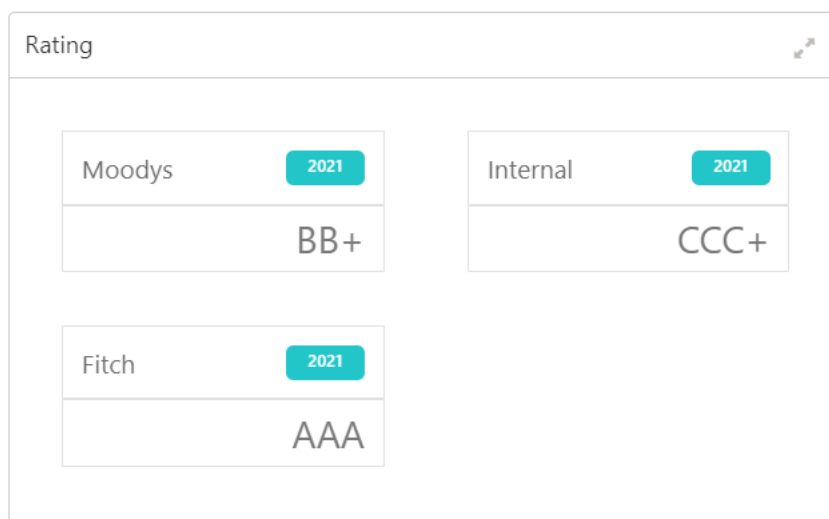 Rating
Moodys 2021
BB+
Internal 2021
CCC+
Fitch 2021
AAA